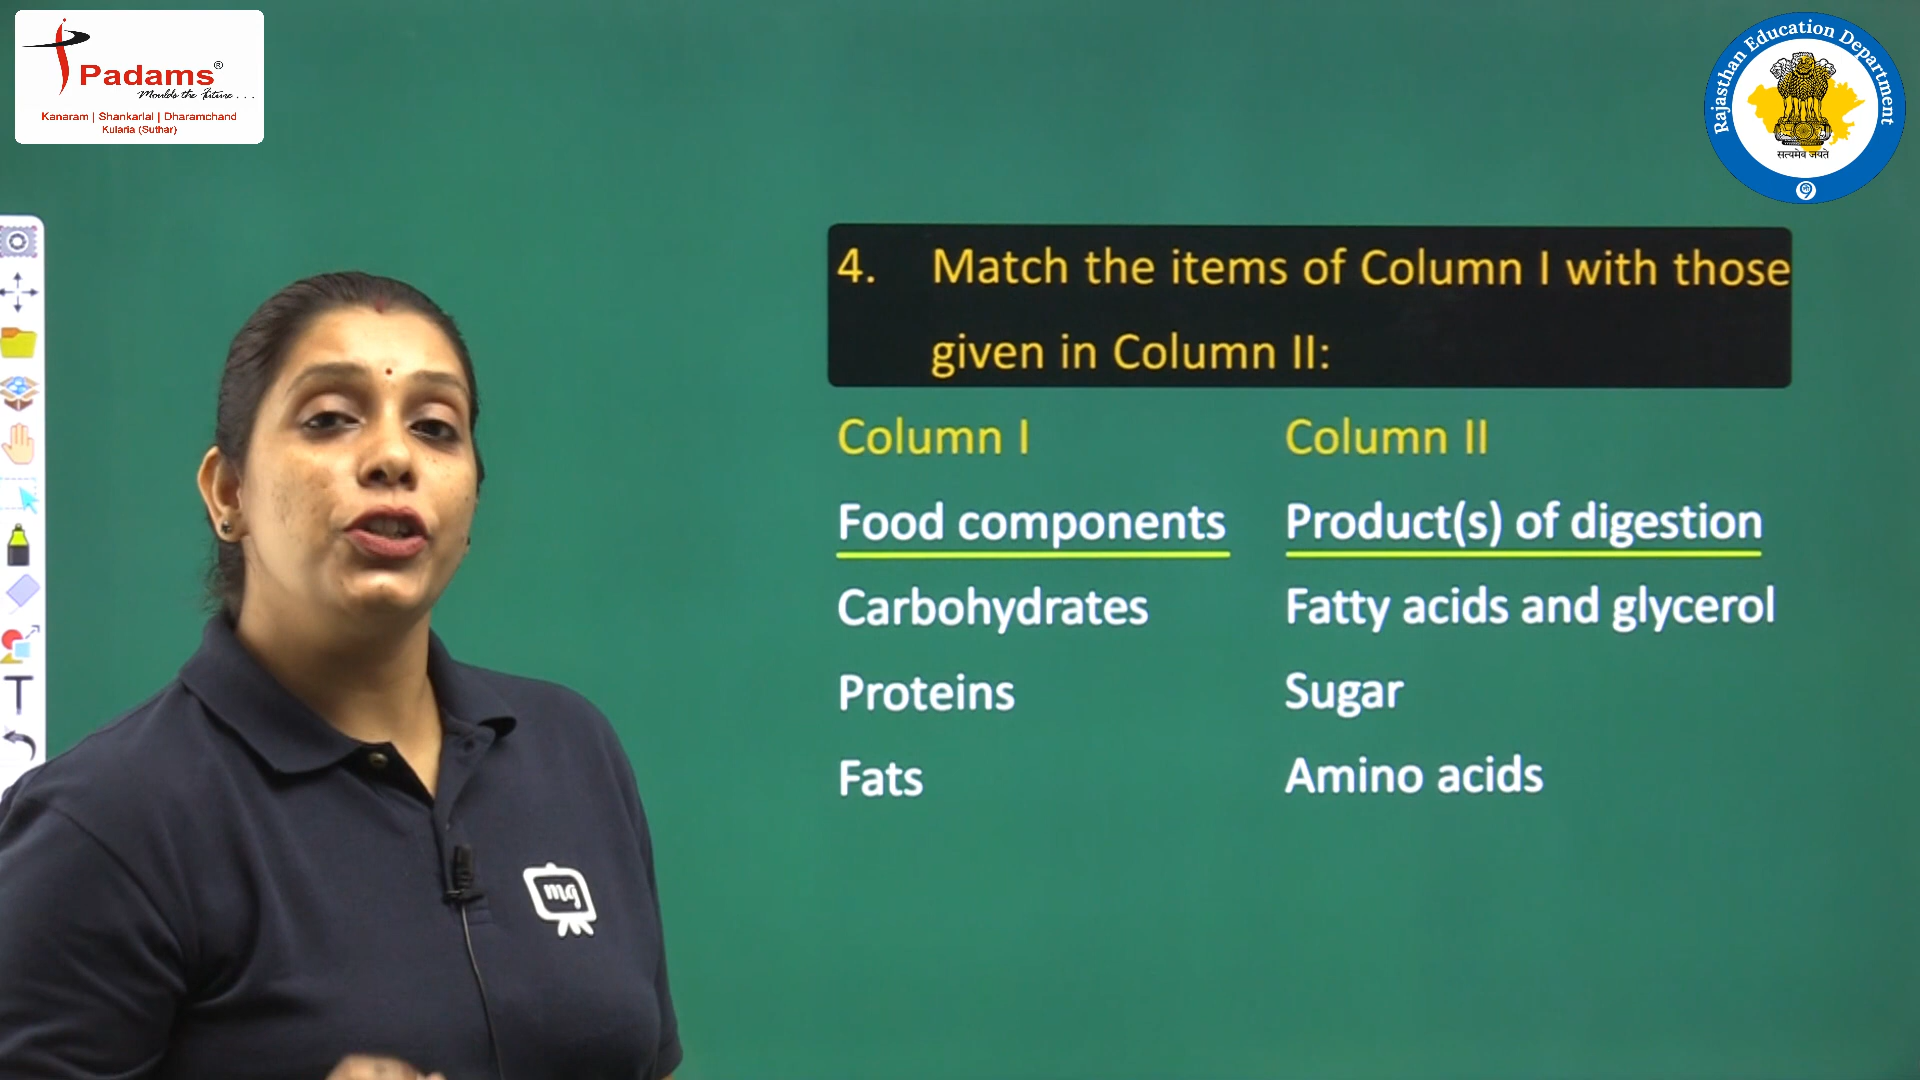 Padams®
Moulds the Future...
Kanaram | Shankarlal | Dharamchand
Kularia (Suthar)
Rajasthan Education Department
सत्यमेव जयते
4. Match the items of Column I with those
given in Column II:
Column I Column II
Food components Product(s) of digestion
Carbohydrates Fatty acids and glycerol
Proteins Sugar
Fats Amino acids
T
mg